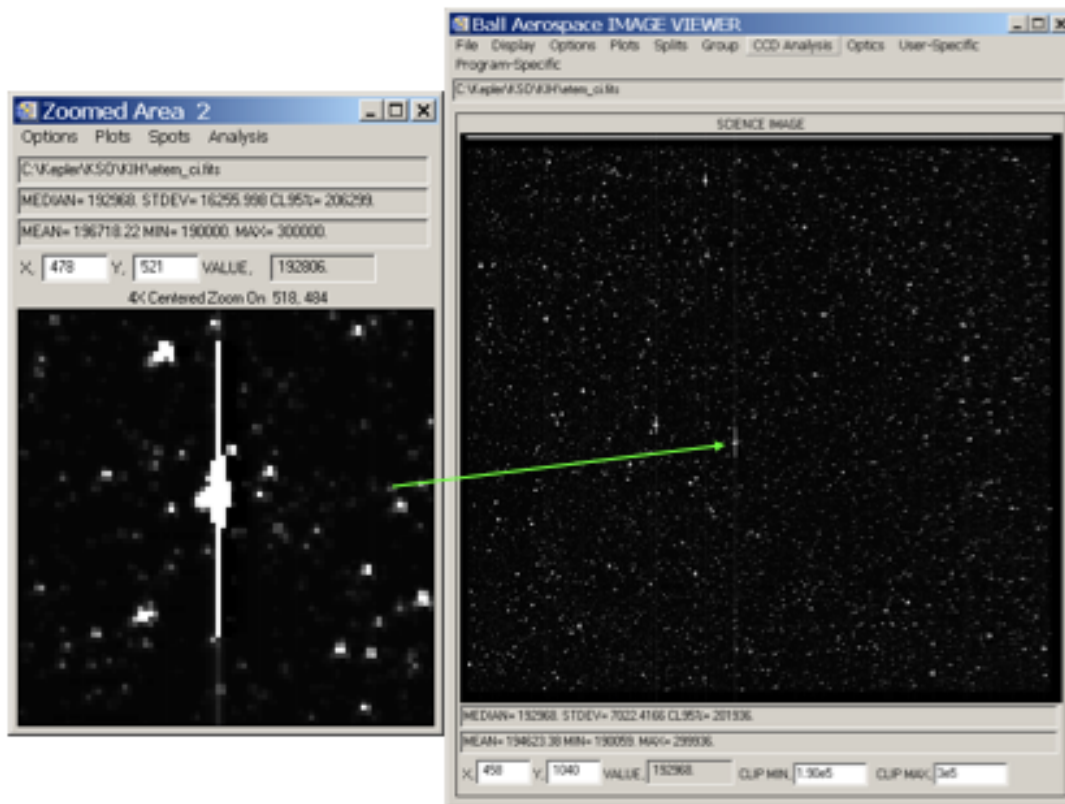 Ball Aerospace IMAGE VIEWER
File Display Options Plots Splits Group CCD Analysis Optics User-Specific
Program-Specific
C:\Kepler\KSO\KIH\etem_ci.fits
SCIENCE IMAGE
MEDIAN= 192968. STDEV= 7022.4166 CL95%= 201936.
MEAN= 194623.38 MIN= 190059. MAX= 299936.
X, 458 Y, 1040 VALUE, 192968. CLIP MIN, 1.90e5 CLIP MAX, 3e5
Zoomed Area 2
Options Plots Spots Analysis
C:\Kepler\KSO\KIH\etem_ci.fits
MEDIAN= 192968. STDEV= 16255.998 CL95%= 206299.
MEAN= 196718.22 MIN= 190000. MAX= 300000.
X, 478 Y, 521 VALUE, 192806.
4X Centered Zoom On: 518, 484